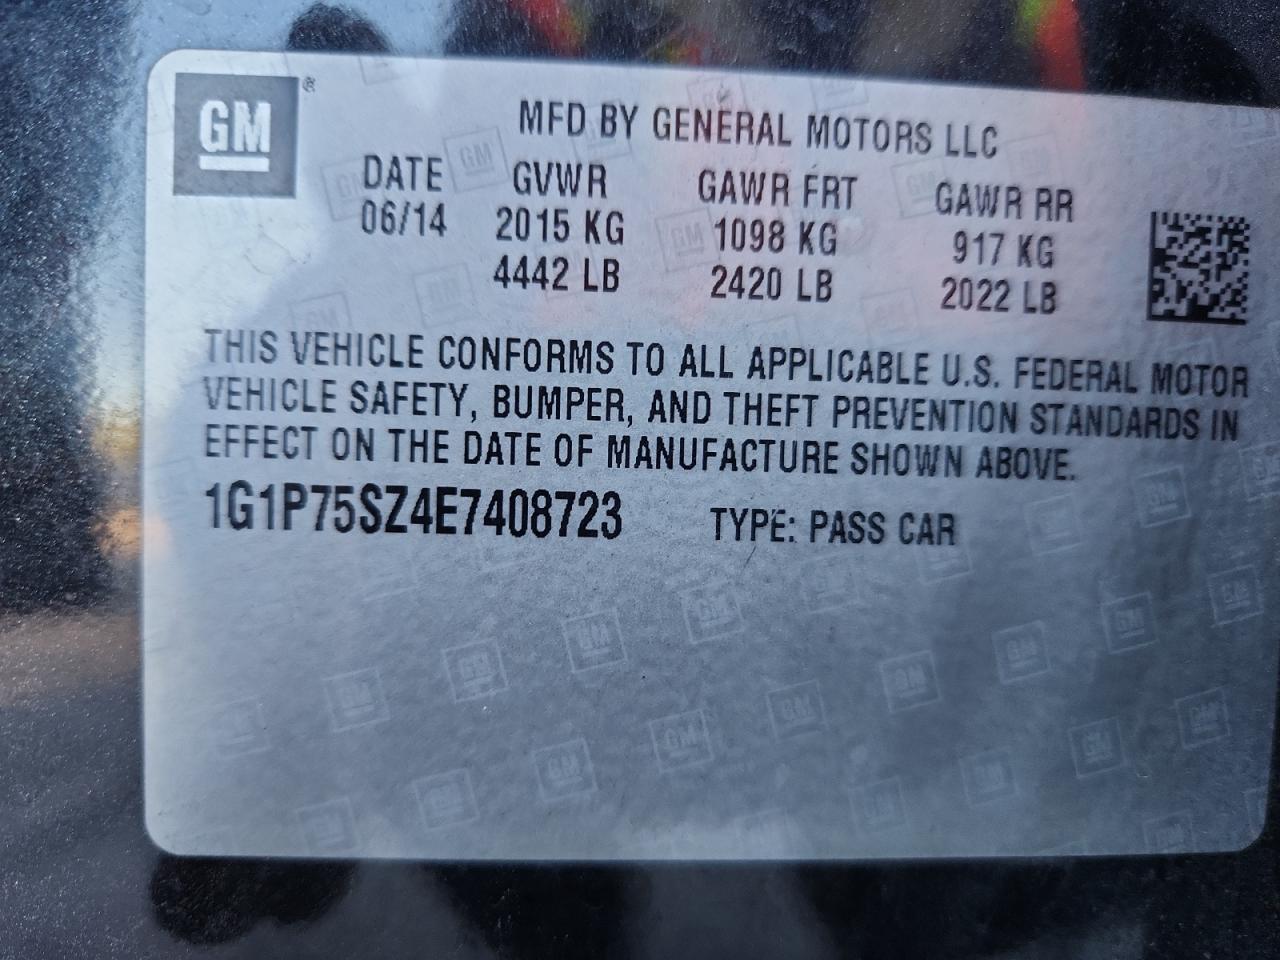 GM ®
MFD BY GENERAL MOTORS LLC
DATE GVWR GAWR FRT GAWR RR
06/14 2015 KG 1098 KG 917 KG
4442 LB 2420 LB 2022 LB
THIS VEHICLE CONFORMS TO ALL APPLICABLE U.S. FEDERAL MOTOR
VEHICLE SAFETY, BUMPER, AND THEFT PREVENTION STANDARDS IN
EFFECT ON THE DATE OF MANUFACTURE SHOWN ABOVE.
1G1P75SZ4E7408723 TYPE: PASS CAR